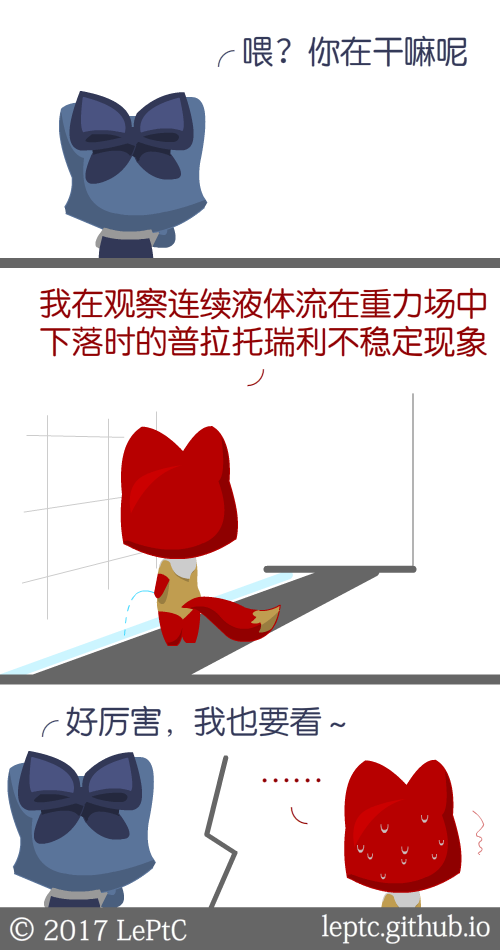 喂？你在干嘛呢
我在观察连续液体流在重力场中
下落时的普拉托瑞利不稳定现象
好厉害，我也要看~
······
© 2017 LePtC
leptc.github.io